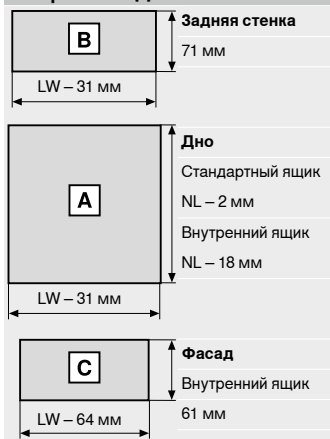 Задняя стенка
B
71 мм
LW – 31 мм
Дно
Стандартный ящик
A
NL – 2 мм
Внутренний ящик
NL – 18 мм
LW – 31 мм
Фасад
C
Внутренний ящик
61 мм
LW – 64 мм